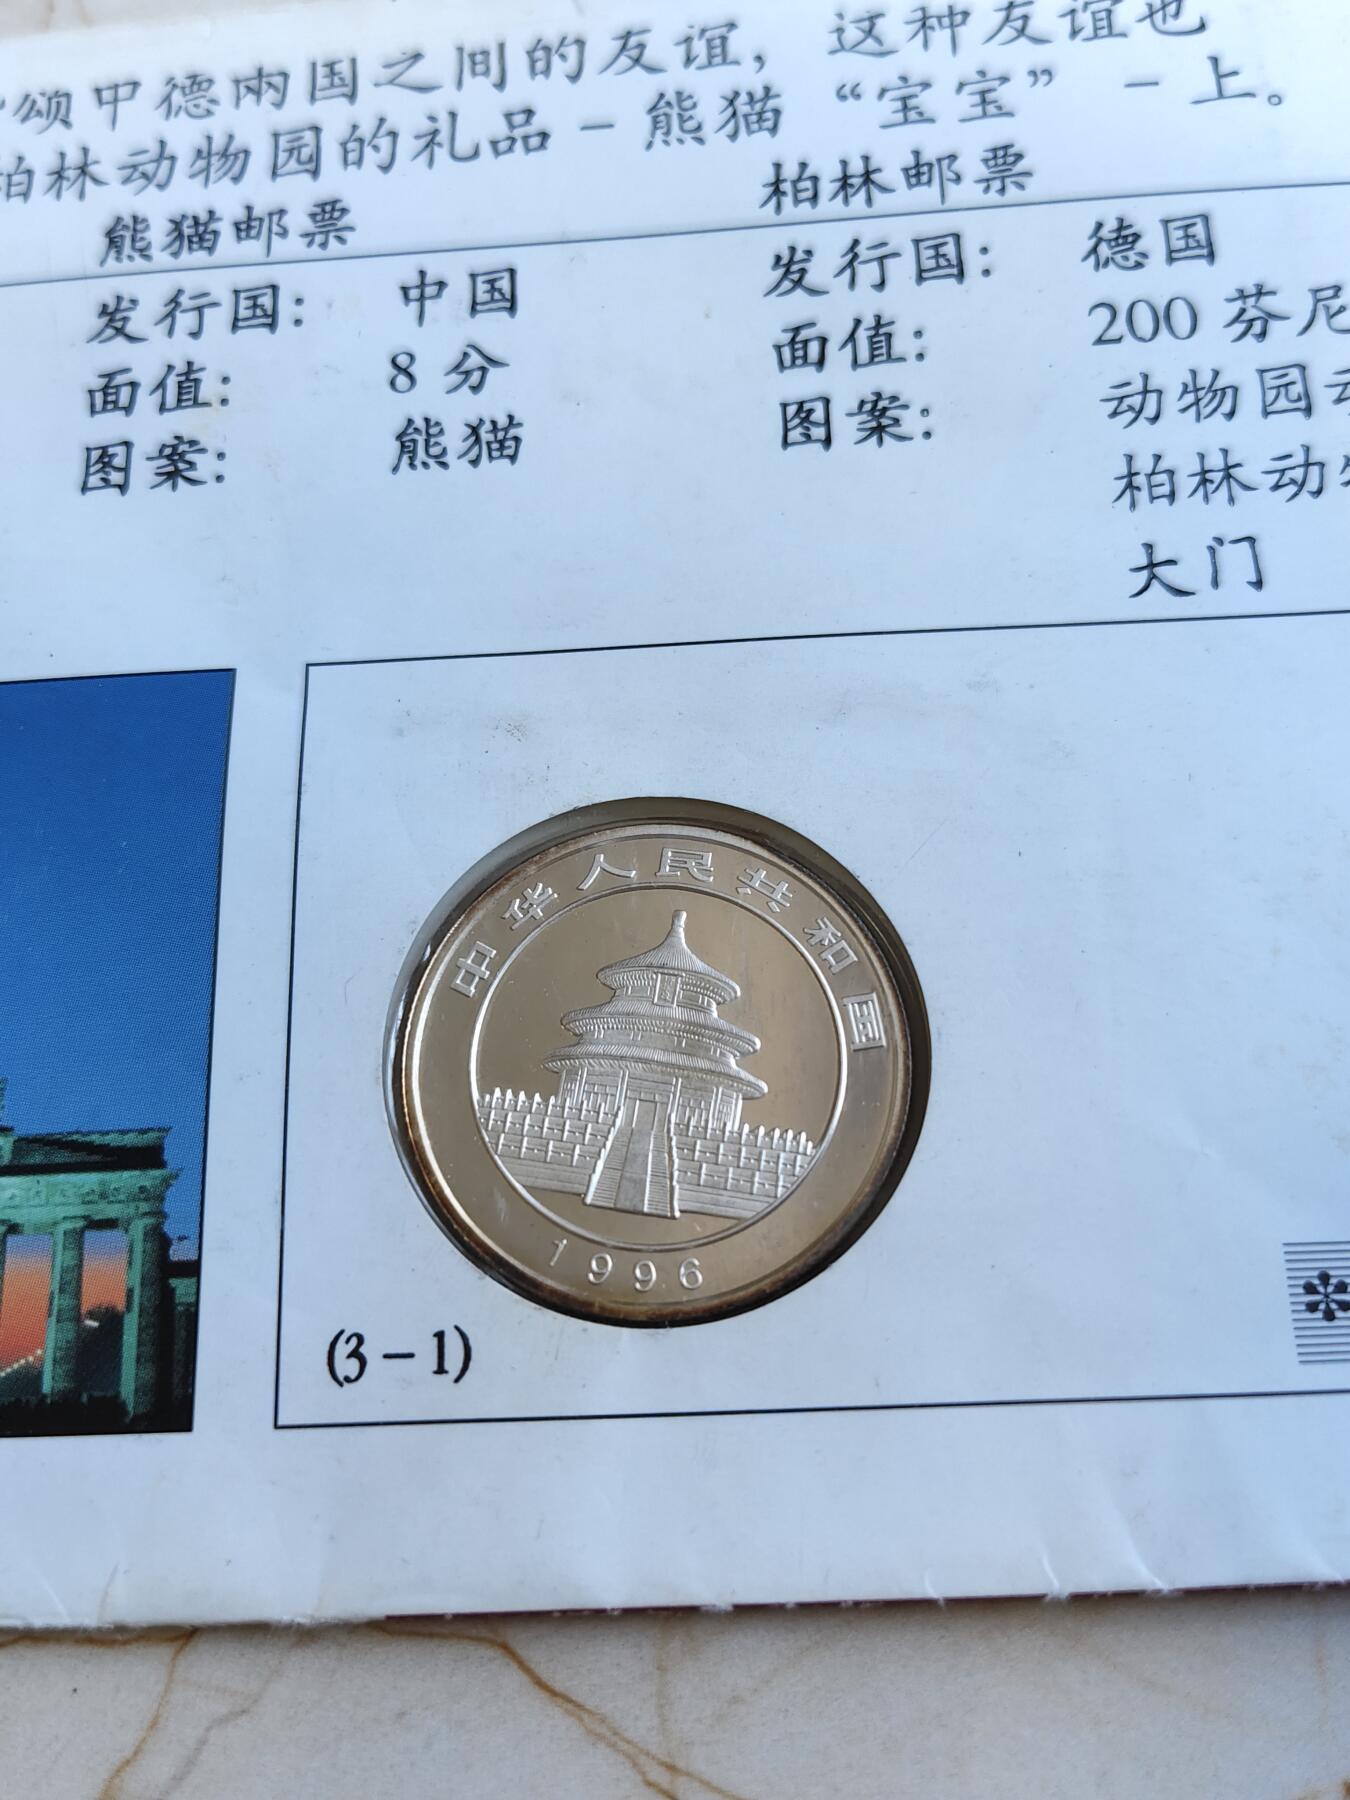 颂中德两国之间的友谊，这种友谊也
柏林动物园的礼品－熊猫“宝宝”－上。
熊猫邮票
发行国： 中国
面值： 8 分
图案： 熊猫
柏林邮票
发行国： 德国
面值： 200 芬尼
图案： 动物园
柏林动
大门
中华人民共和国
1996
(3－1)